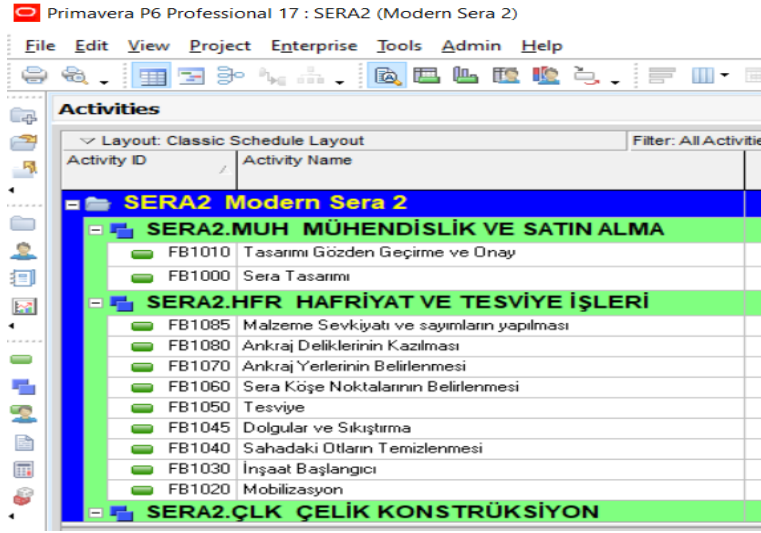 Primavera P6 Professional 17 : SERA2 (Modern Sera 2)
File Edit View Project Enterprise Tools Admin Help
Activities
Layout: Classic Schedule Layout Filter: All Activitie
Activity ID Activity Name
SERA2 Modern Sera 2
SERA2.MUH MÜHENDİSLİK VE SATIN ALMA
FB1010 Tasarımı Gözden Geçirme ve Onay
FB1000 Sera Tasarımı
SERA2.HFR HAFRİYAT VE TESVİYE İŞLERİ
FB1085 Malzeme Sevkiyatı ve sayımların yapılması
FB1080 Ankraj Deliklerinin Kazılması
FB1070 Ankraj Yerlerinin Belirlenmesi
FB1060 Sera Köşe Noktalarının Belirlenmesi
FB1050 Tesviye
FB1045 Dolgular ve Sıkıştırma
FB1040 Sahadaki Otların Temizlenmesi
FB1030 İnşaat Başlangıcı
FB1020 Mobilizasyon
SERA2.ÇLK ÇELİK KONSTRÜKSİYON